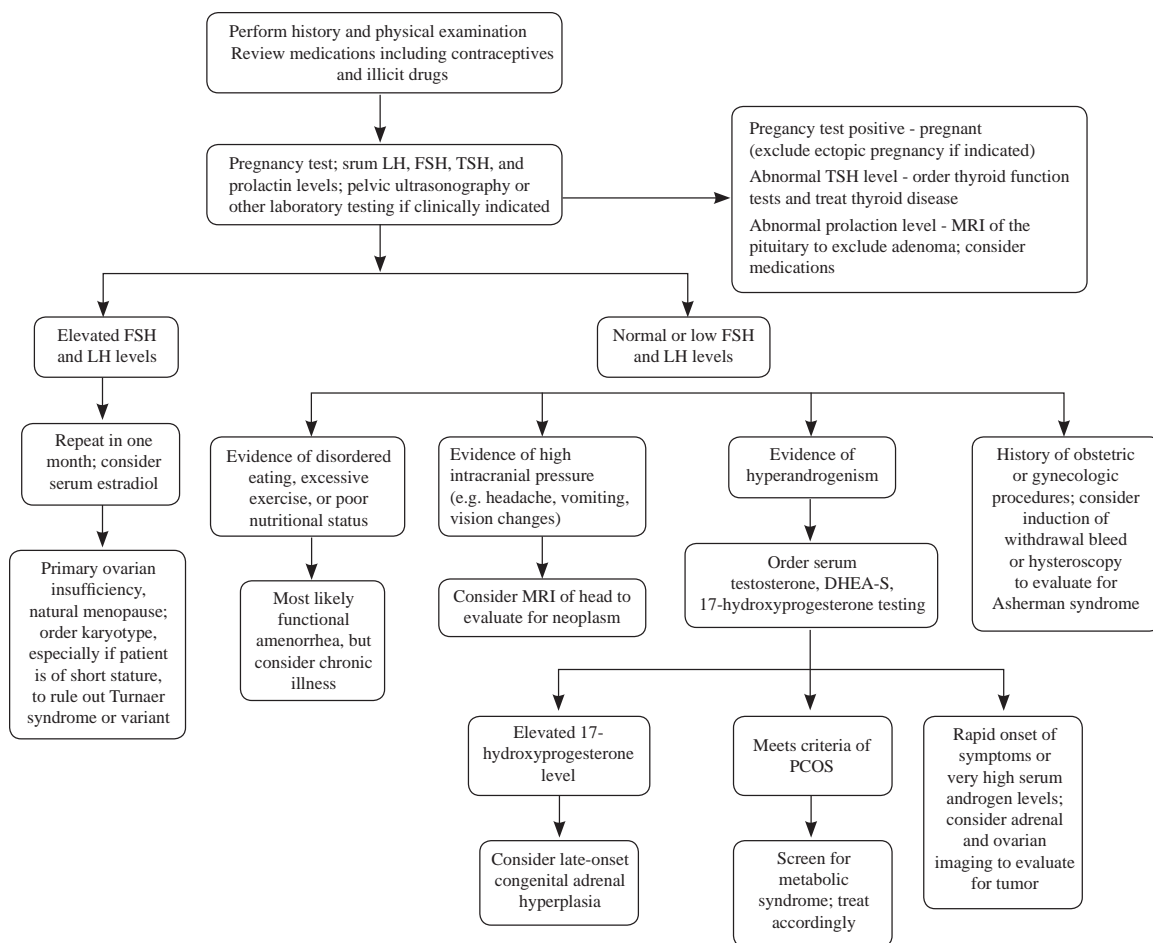 Perform history and physical examination
Review medications including contraceptives
and illicit drugs
Pregnancy test; srum LH, FSH, TSH, and
prolactin levels; pelvic ultrasonography or
other laboratory testing if clinically indicated
Pregancy test positive - pregnant
(exclude ectopic pregnancy if indicated)
Abnormal TSH level - order thyroid function
tests and treat thyroid disease
Abnormal prolaction level - MRI of the
pituitary to exclude adenoma; consider
medications
Elevated FSH
and LH levels
Normal or low FSH
and LH levels
Repeat in one
month; consider
serum estradiol
Evidence of disordered
eating, excessive
exercise, or poor
nutritional status
Evidence of high
intracranial pressure
(e.g. headache, vomiting,
vision changes)
Evidence of
hyperandrogenism
History of obstetric
or gynecologic
procedures; consider
induction of
withdrawal bleed
or hysteroscopy
to evaluate for
Asherman syndrome
Primary ovarian
insufficiency,
natural menopause;
order karyotype,
especially if patient
is of short stature,
to rule out Turnaer
syndrome or variant
Most likely
functional
amenorrhea, but
consider chronic
illness
Consider MRI of head to
evaluate for neoplasm
Order serum
testosterone, DHEA-S,
17-hydroxyprogesterone testing
Elevated 17-
hydroxyprogesterone
level
Meets criteria of
PCOS
Rapid onset of
symptoms or
very high serum
androgen levels;
consider adrenal
and ovarian
imaging to evaluate
for tumor
Consider late-onset
congenital adrenal
hyperplasia
Screen for
metabolic
syndrome; treat
accordingly